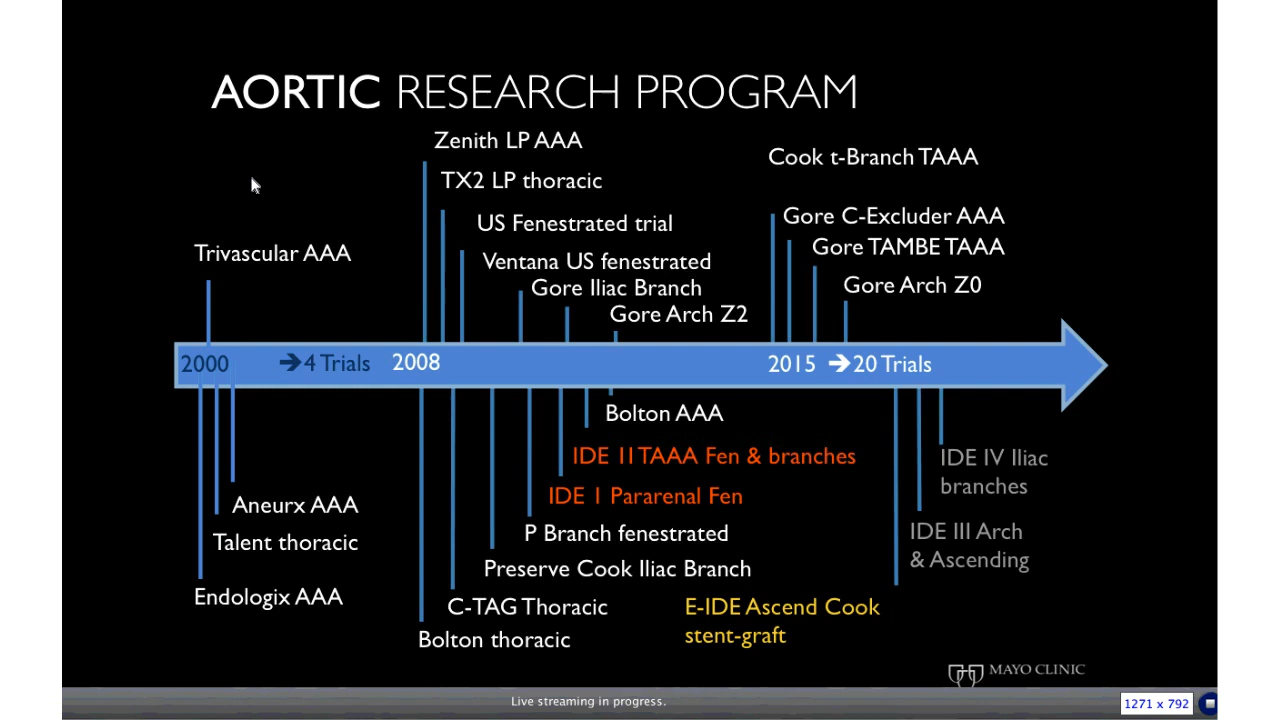 AORTIC RESEARCH PROGRAM
Zenith LP AAA
Cook t-Branch TAAA
TX2 LP thoracic
Gore C-Excluder AAA
US Fenestrated trial
Gore TAMBE TAAA
Trivascular AAA
Ventana US fenestrated
Gore Iliac Branch
Gore Arch Z0
Gore Arch Z2
2000 ➔ 4 Trials 2008 2015 ➔ 20 Trials
Bolton AAA
IDE 1I TAAA Fen & branches
IDE IV Iliac
branches
IDE 1 Pararenal Fen
Aneurx AAA
P Branch fenestrated
IDE III Arch
& Ascending
Talent thoracic
Preserve Cook Iliac Branch
Endologix AAA
C-TAG Thoracic
E-IDE Ascend Cook
stent-graft
Bolton thoracic
MAYO CLINIC
Live streaming in progress.
1271 x 792